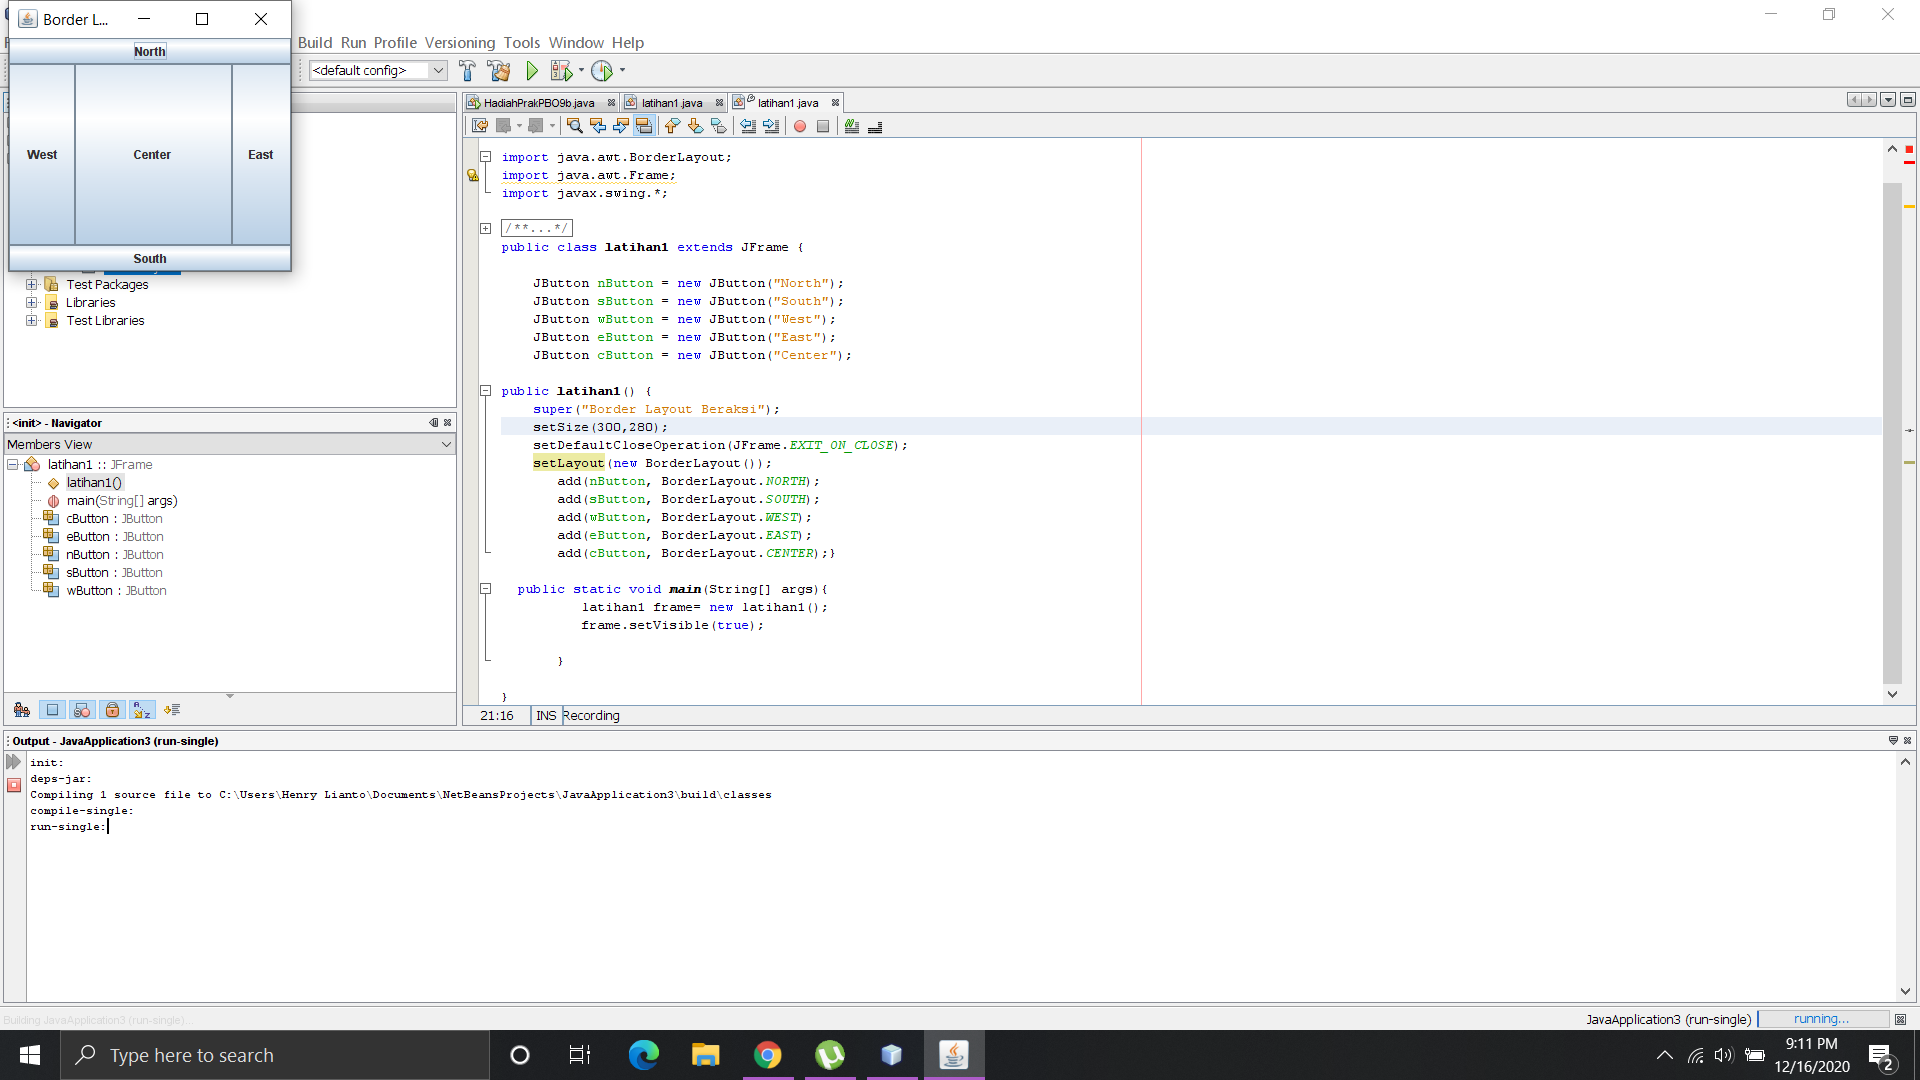 Border L...
North
West
Center
East
South
Build Run Profile Versioning Tools Window Help
<default config>
Test Packages
Libraries
Test Libraries
<init> - Navigator
Members View
latihan1 :: JFrame
latihan1()
main(String[] args)
cButton : JButton
eButton : JButton
nButton : JButton
sButton : JButton
wButton : JButton
HadiahPrakPBO9b.java
latihan1.java
latihan1.java
import java.awt.BorderLayout;
import java.awt.Frame;
import javax.swing.*;
/**...*/
public class latihan1 extends JFrame {
JButton nButton = new JButton("North");
JButton sButton = new JButton("South");
JButton wButton = new JButton("West");
JButton eButton = new JButton("East");
JButton cButton = new JButton("Center");
public latihan1() {
super("Border Layout Beraksi");
setSize(300,280);
setDefaultCloseOperation(JFrame.EXIT_ON_CLOSE);
setLayout(new BorderLayout());
add(nButton, BorderLayout.NORTH);
add(sButton, BorderLayout.SOUTH);
add(wButton, BorderLayout.WEST);
add(eButton, BorderLayout.EAST);
add(cButton, BorderLayout.CENTER);}
public static void main(String[] args){
latihan1 frame= new latihan1();
frame.setVisible(true);
}
}
21:16 INS Recording
Output - JavaApplication3 (run-single)
init:
deps-jar:
Compiling 1 source file to C:\Users\Henry Lianto\Documents\NetBeansProjects\JavaApplication3\build\classes
compile-single:
run-single:
Building JavaApplication3 (run-single)...
JavaApplication3 (run-single) running...
Type here to search
9:11 PM
12/16/2020
2